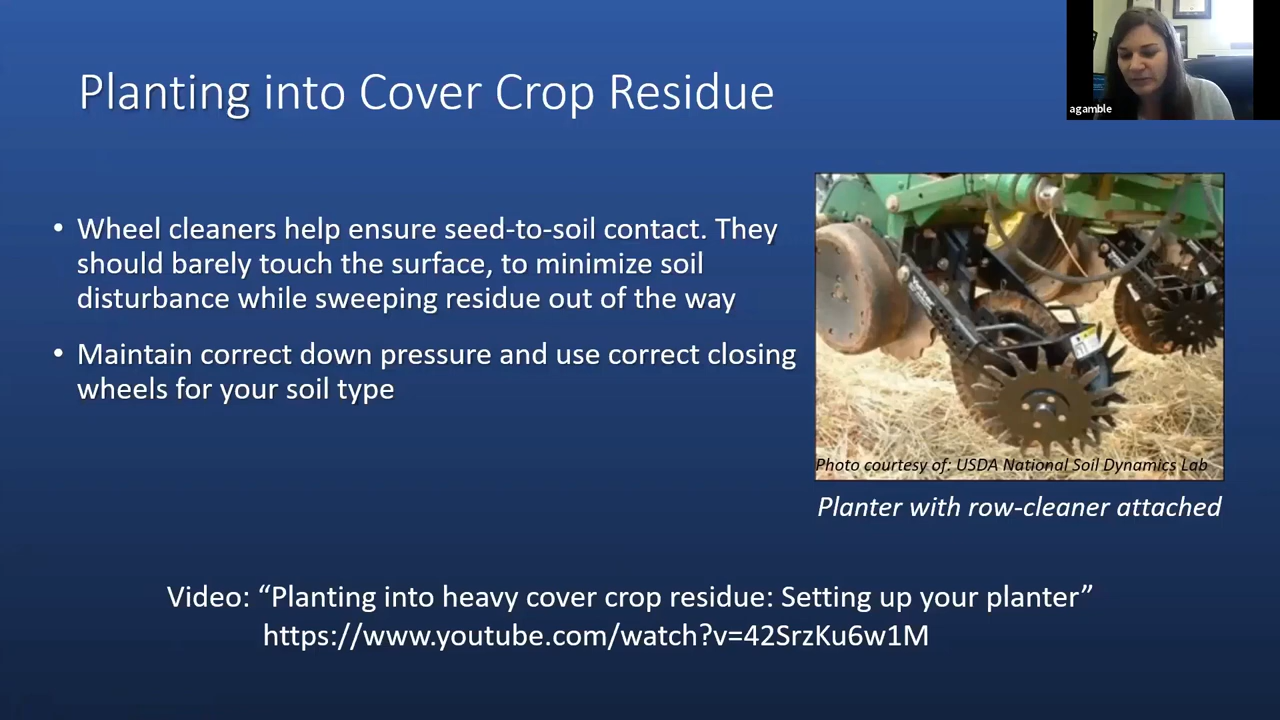 Planting into Cover Crop Residue
agamble
• Wheel cleaners help ensure seed-to-soil contact. They
should barely touch the surface, to minimize soil
disturbance while sweeping residue out of the way
• Maintain correct down pressure and use correct closing
wheels for your soil type
Photo courtesy of: USDA National Soil Dynamics Lab
Planter with row-cleaner attached
Video: “Planting into heavy cover crop residue: Setting up your planter”
https://www.youtube.com/watch?v=42SrzKu6w1M